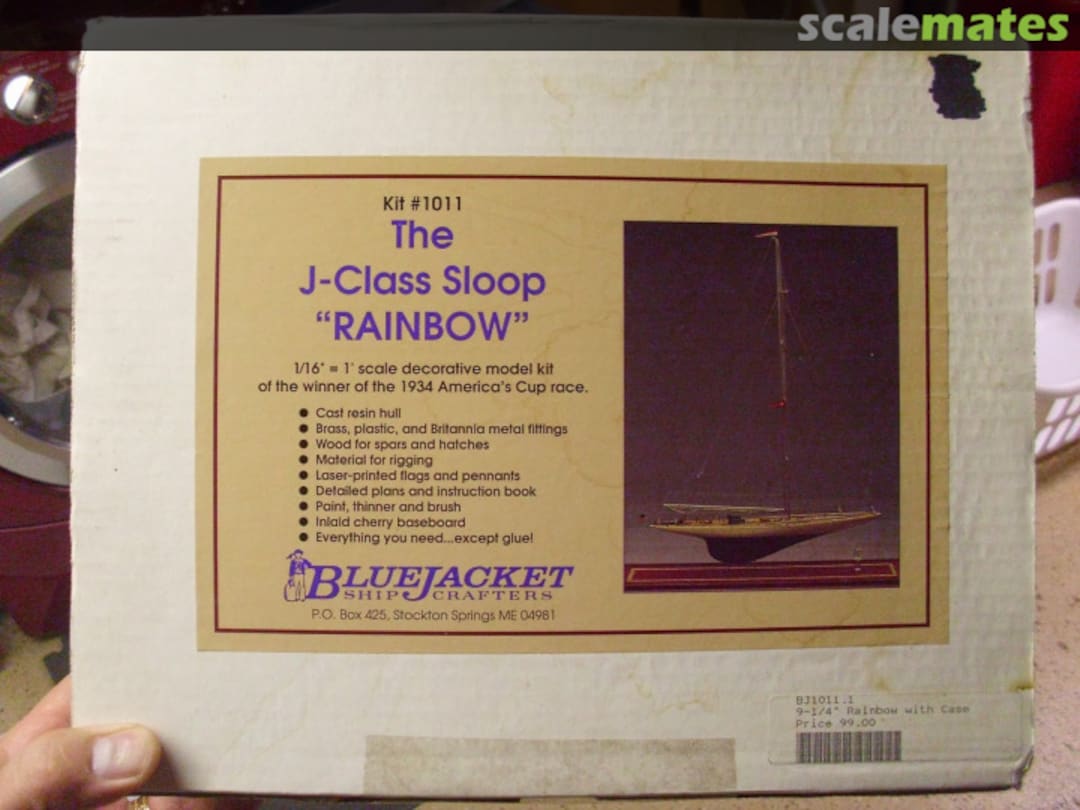 scalemates
Kit #1011
The
J-Class Sloop
“RAINBOW”
1/16" = 1' scale decorative model kit
of the winner of the 1934 America's Cup race.
● Cast resin hull
● Brass, plastic, and Britannia metal fittings
● Wood for spars and hatches
● Material for rigging
● Laser-printed flags and pennants
● Detailed plans and instruction book
● Paint, thinner and brush
● Inlaid cherry baseboard
● Everything you need...except glue!
BLUEJACKET
SHIP CRAFTERS
P.O. Box 425, Stockton Springs ME 04981
BJ1011.1
9-1/4" Rainbow with Case
Price 99.00